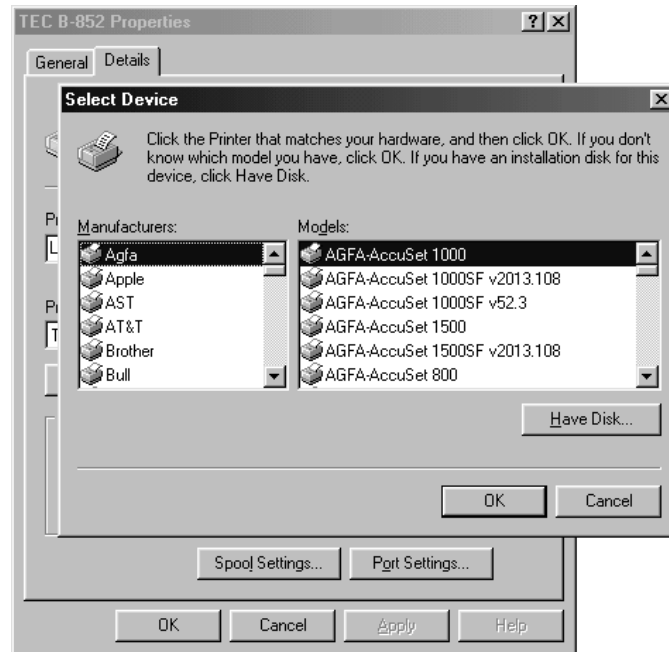 TEC B-852 Properties
General
Details
Select Device
Click the Printer that matches your hardware, and then click OK. If you don't
know which model you have, click OK. If you have an installation disk for this
device, click Have Disk.
Manufacturers:
Models:
Agfa
Apple
AST
AT&T
Brother
Bull
AGFA-AccuSet 1000
AGFA-AccuSet 1000SF v2013.108
AGFA-AccuSet 1000SF v52.3
AGFA-AccuSet 1500
AGFA-AccuSet 1500SF v2013.108
AGFA-AccuSet 800
Have Disk...
OK
Cancel
Spool Settings...
Port Settings...
OK
Cancel
Apply
Help